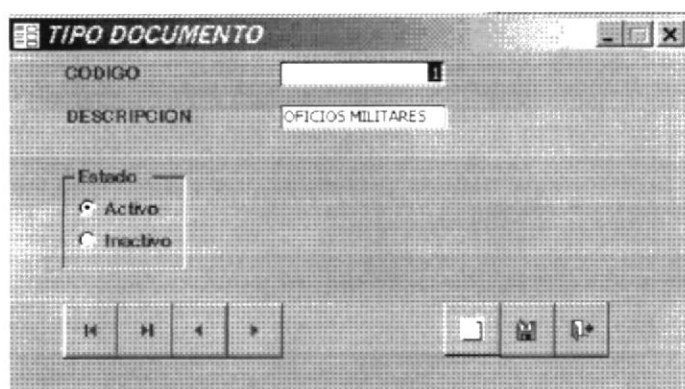 TIPO DOCUMENTO
CODIGO 1
DESCRIPCION OFICIOS MILITARES
Estado
Activo
Inactivo